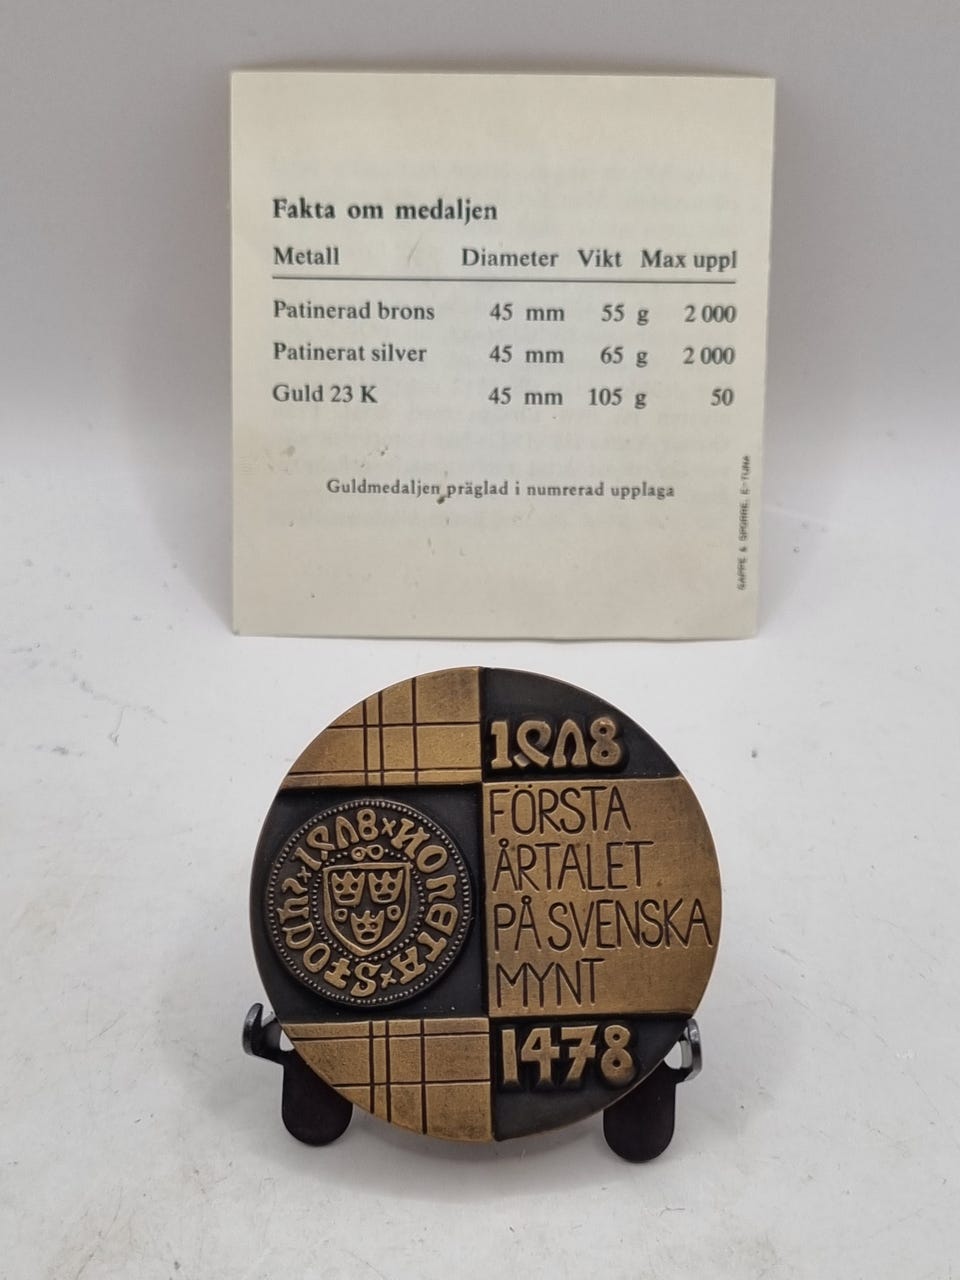 Fakta om medaljen
Metall Diameter Vikt Max uppl
Patinerad brons 45 mm 55 g 2 000
Patinerat silver 45 mm 65 g 2 000
Guld 23 K 45 mm 105 g 50
Guldmedaljen präglad i numrerad upplaga
FÖRSTA
ÅRTALET
PÅ SVENSKA
MYNT
1478
MONETA